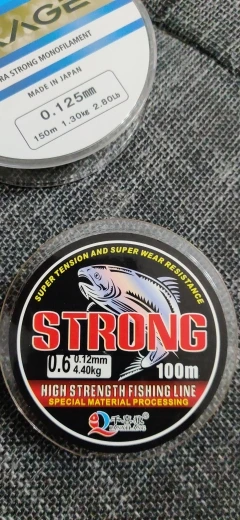 RAGE
RA STRONG MONOFILAMENT
MADE IN JAPAN
0.125mm
150m 1.30KG 2.80Lb
SUPER TENSION AND SUPER WEAR RESISTANCE
STRONG
0.6 0.12mm
4.40kg
100m
HIGH STRENGTH FISHING LINE
SPECIAL MATERIAL PROCESSING